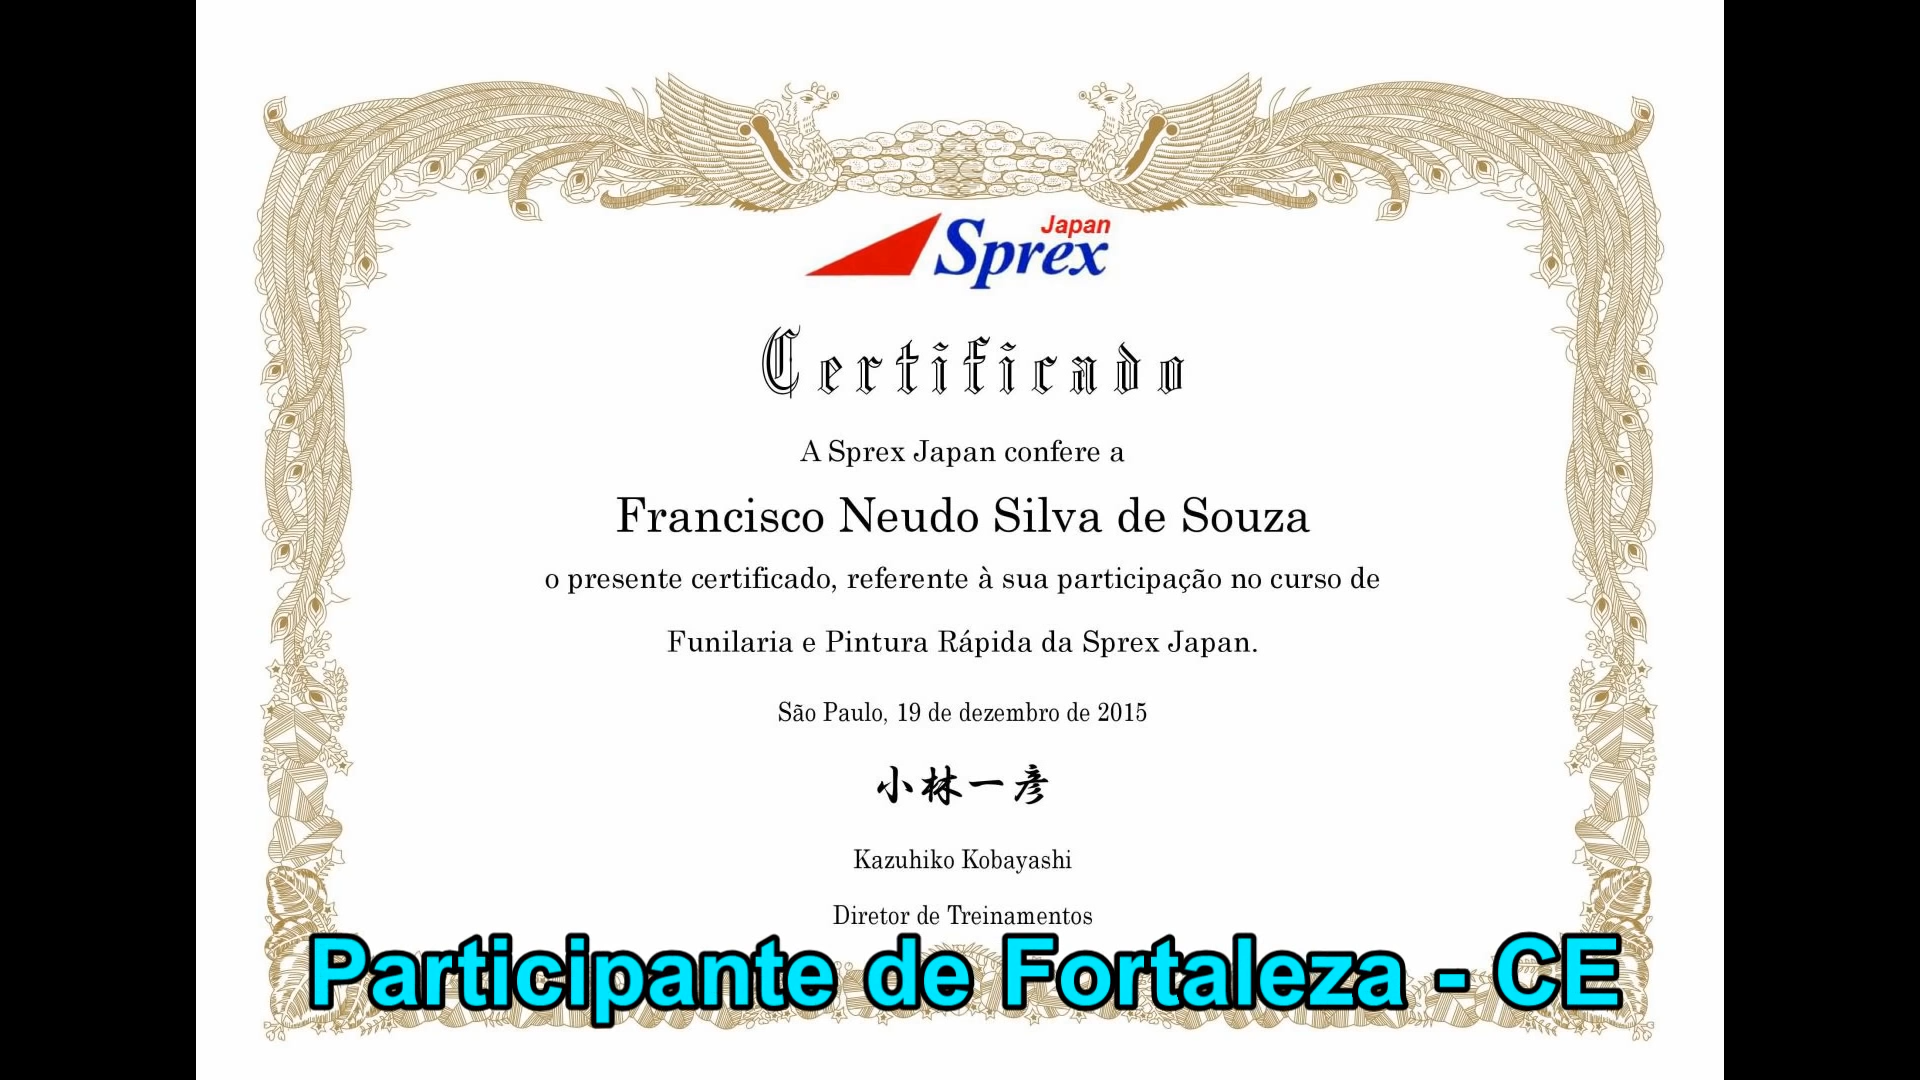 Japan
Sprex
Certificado
A Sprex Japan confere a
Francisco Neudo Silva de Souza
o presente certificado, referente à sua participação no curso de
Funilaria e Pintura Rápida da Sprex Japan.
São Paulo, 19 de dezembro de 2015
小林一彦
Kazuhiko Kobayashi
Diretor de Treinamentos
Participante de Fortaleza - CE